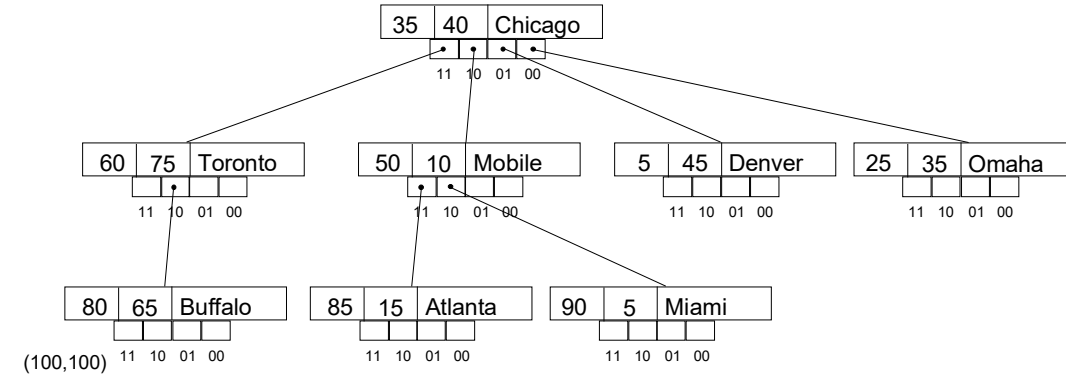 35 40 Chicago
11 10 01 00
60 75 Toronto 50 10 Mobile 5 45 Denver 25 35 Omaha
11 10 01 00 11 10 01 00 11 10 01 00 11 10 01 00
80 65 Buffalo 85 15 Atlanta 90 5 Miami
(100,100) 11 10 01 00 11 10 01 00 11 10 01 00